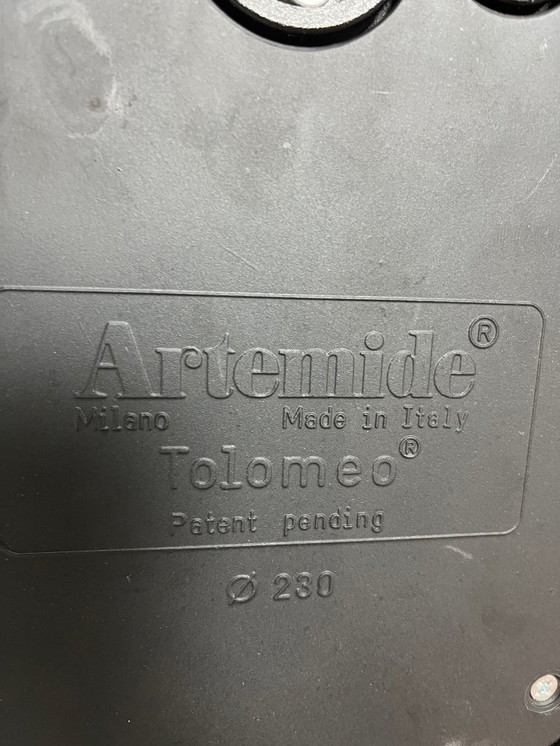 Artemide®
Milano Made in Italy
Tolomeo®
Patent pending
Ø 230